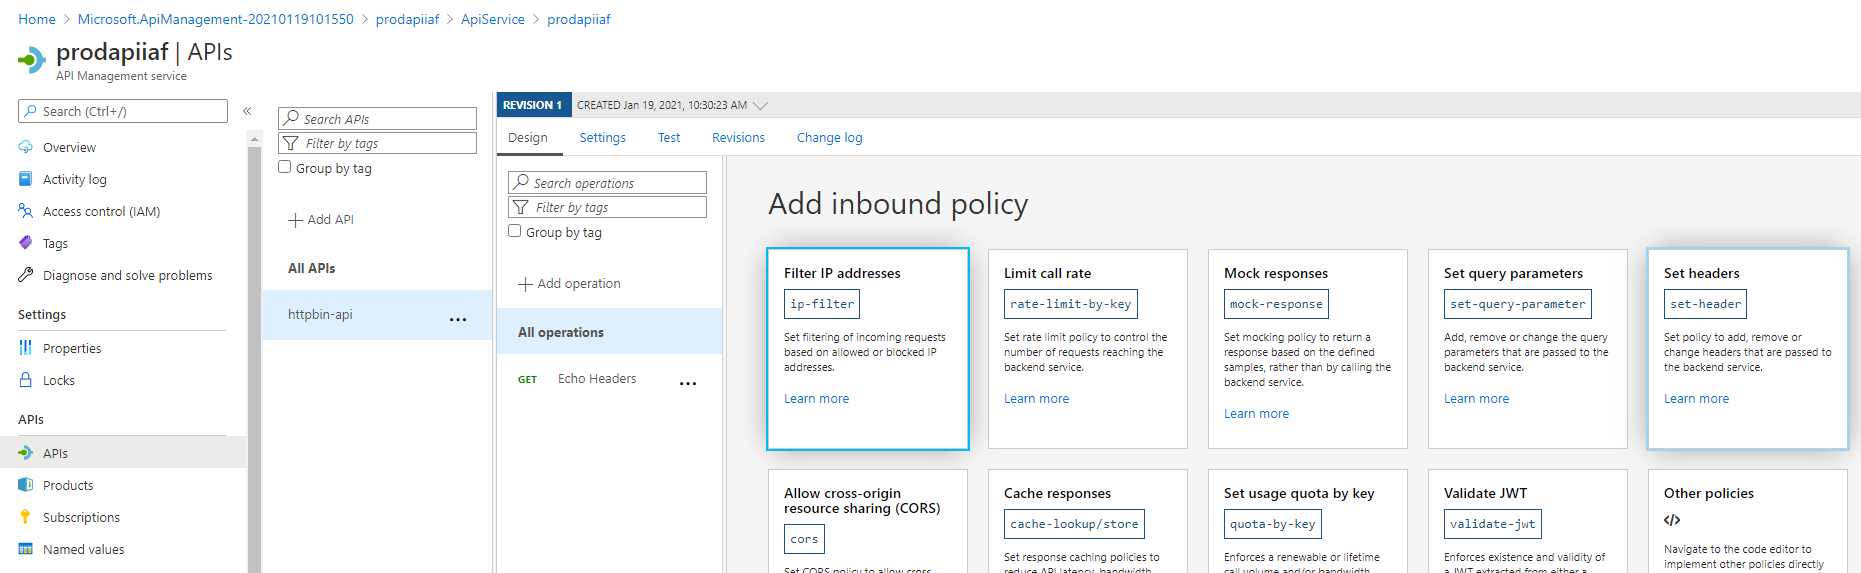 Home > Microsoft.ApiManagement-20210119101550 > prodapiiaf > ApiService > prodapiiaf
prodapiiaf | APIs
API Management service
Search (Ctrl+/)
«
Overview
Activity log
Access control (IAM)
Tags
Diagnose and solve problems
Settings
Properties
Locks
APIs
APIs
Products
Subscriptions
Named values
Search APIs
Filter by tags
Group by tag
+ Add API
All APIs
httpbin-api
...
REVISION 1
CREATED Jan 19, 2021, 10:30:23 AM
Design
Settings
Test
Revisions
Change log
Search operations
Filter by tags
Group by tag
+ Add operation
All operations
GET Echo Headers
...
Add inbound policy
Filter IP addresses
ip-filter
Set filtering of incoming requests
based on allowed or blocked IP
addresses.
Learn more
Limit call rate
rate-limit-by-key
Set rate limit policy to control the
number of requests reaching the
backend service.
Learn more
Mock responses
mock-response
Set mocking policy to return a
response based on the defined
samples, rather than by calling the
backend service.
Learn more
Set query parameters
set-query-parameter
Add, remove or change the query
parameters that are passed to the
backend service.
Learn more
Set headers
set-header
Set policy to add, remove or
change headers that are passed to
the backend service.
Learn more
Allow cross-origin
resource sharing (CORS)
cors
Set CORS policy to allow cross
Cache responses
cache-lookup/store
Set response caching policies to
reduce API latency, bandwidth
Set usage quota by key
quota-by-key
Enforces a renewable or lifetime
call volume and/or bandwidth
Validate JWT
validate-jwt
Enforces existence and validity of
a JWT extracted from either a
Other policies
</>
Navigate to the code editor to
implement other policies directly